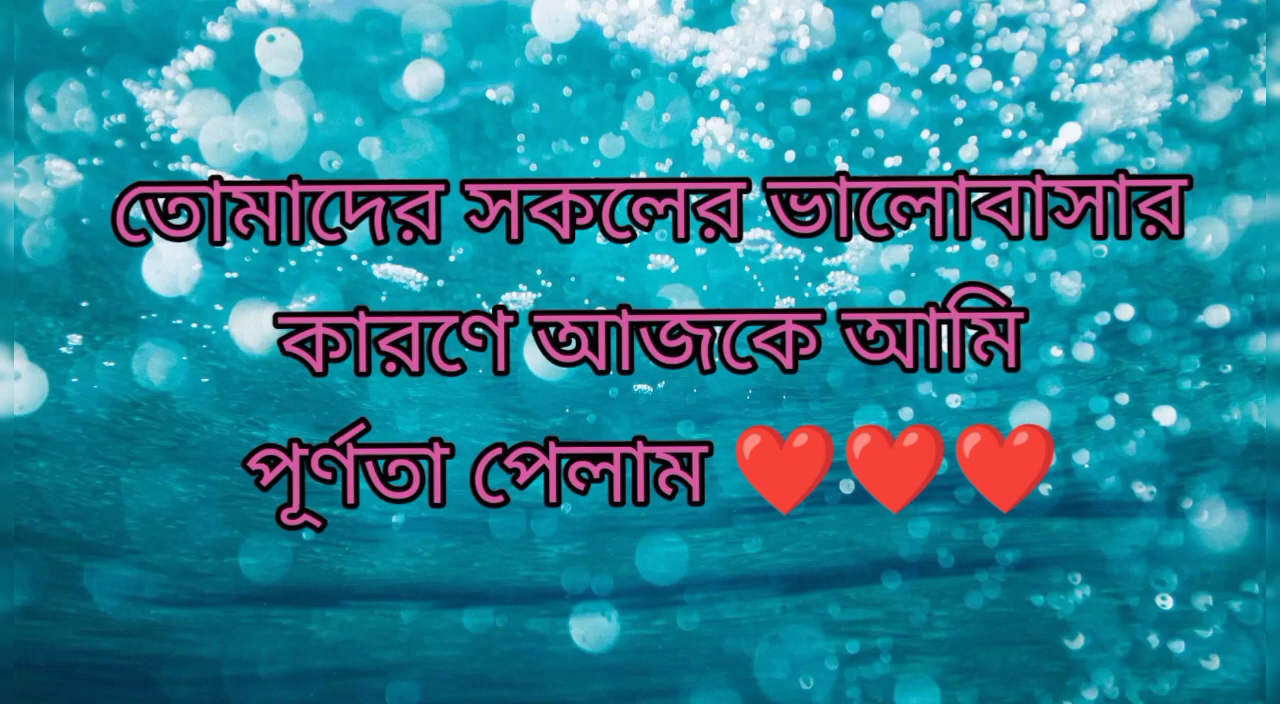 তোমাদের সকলের ভালোবাসার
কারণে আজকে আমি
পূর্ণতা পেলাম ❤️❤️❤️